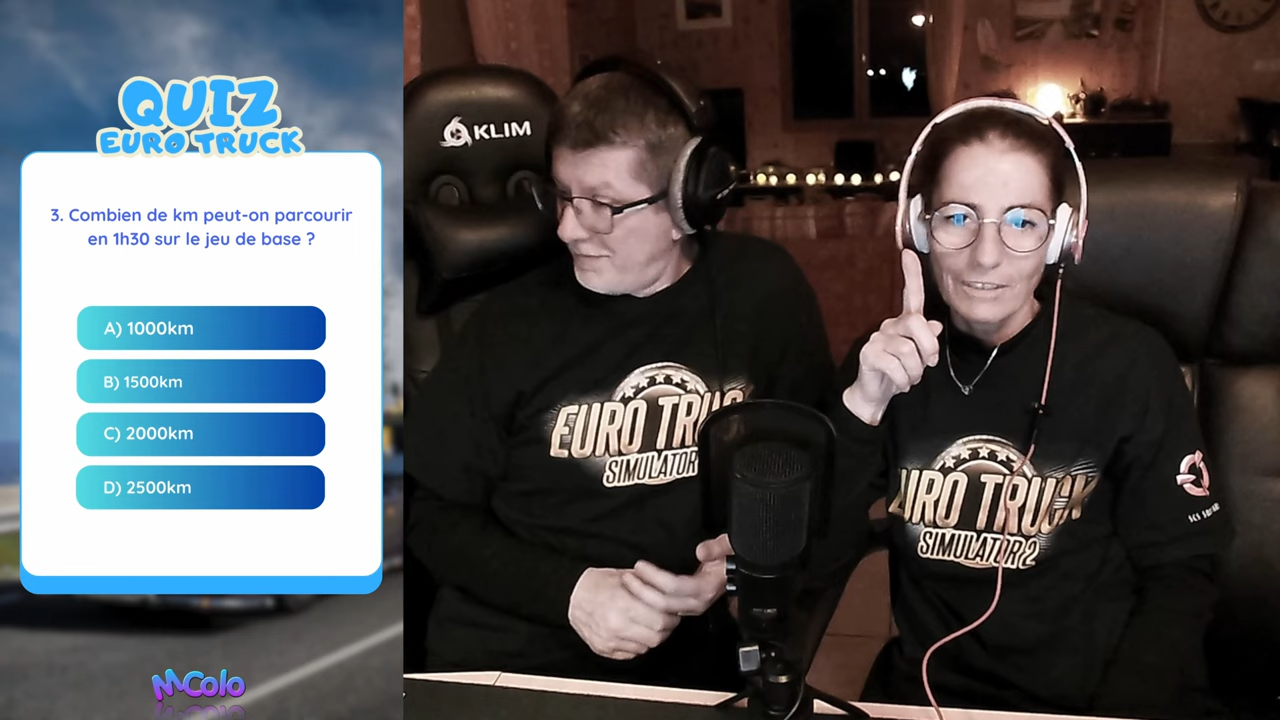 QUIZ
EURO TRUCK
3. Combien de km peut-on parcourir
en 1h30 sur le jeu de base ?
A) 1000km
B) 1500km
C) 2000km
D) 2500km
MColo
KLIM
EURO TRUCK
SIMULATOR
EURO TRUCK
SIMULATOR 2